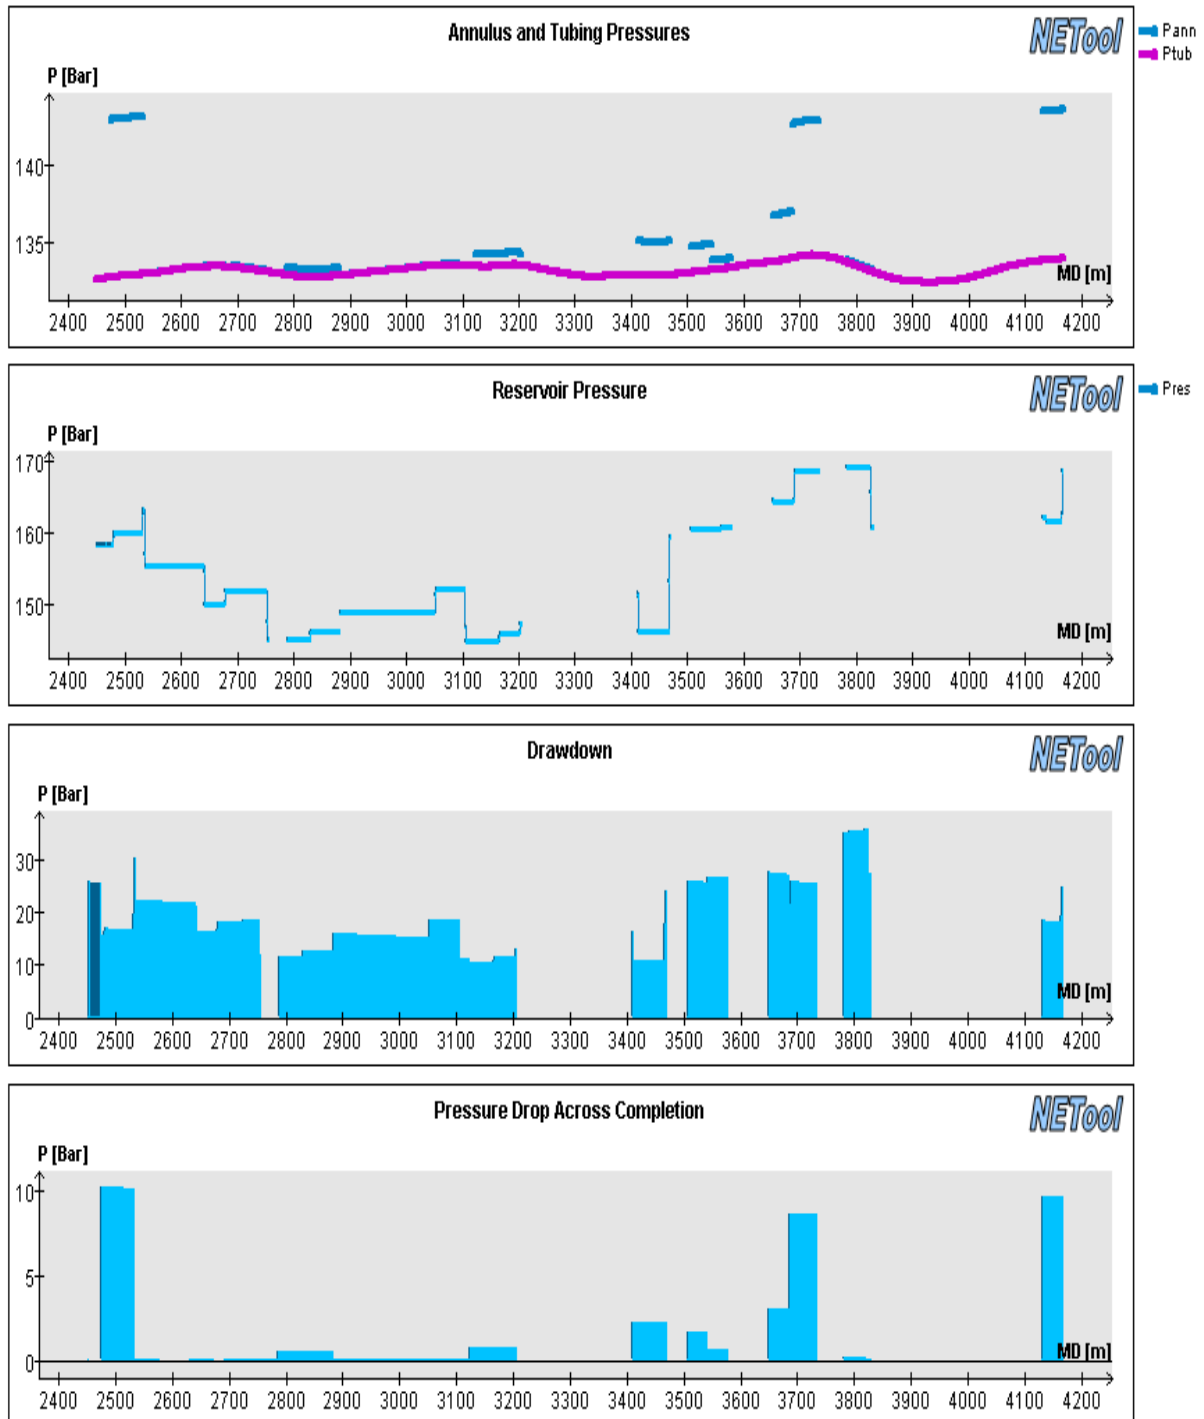 Annulus and Tubing Pressures
NETool
Pann
Ptub
P [Bar]
140
135
MD [m]
2400 2500 2600 2700 2800 2900 3000 3100 3200 3300 3400 3500 3600 3700 3800 3900 4000 4100 4200
Reservoir Pressure
NETool
Pres
P [Bar]
170
160
150
MD [m]
2400 2500 2600 2700 2800 2900 3000 3100 3200 3300 3400 3500 3600 3700 3800 3900 4000 4100 4200
Drawdown
NETool
P [Bar]
30
20
10
MD [m]
0
2400 2500 2600 2700 2800 2900 3000 3100 3200 3300 3400 3500 3600 3700 3800 3900 4000 4100 4200
Pressure Drop Across Completion
NETool
P [Bar]
10
5
MD [m]
0
2400 2500 2600 2700 2800 2900 3000 3100 3200 3300 3400 3500 3600 3700 3800 3900 4000 4100 4200